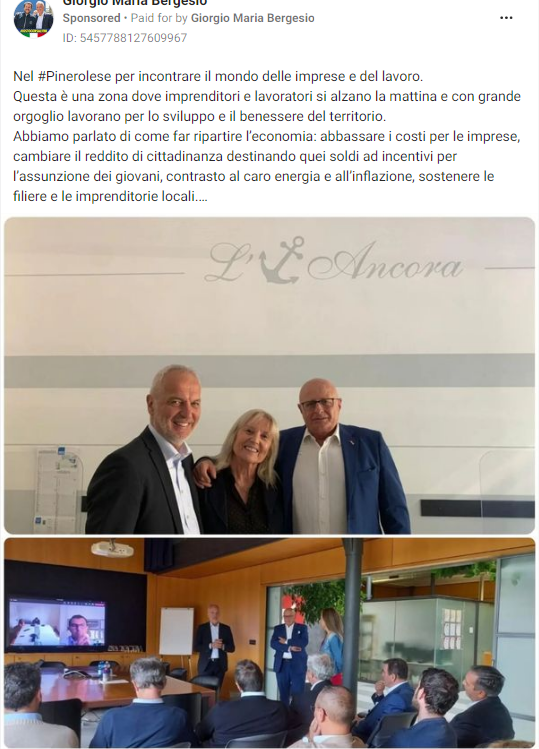 Giorgio Maria Bergesio
Sponsored • Paid for by Giorgio Maria Bergesio
ID: 5457788127609967
Nel #Pinerolese per incontrare il mondo delle imprese e del lavoro.
Questa è una zona dove imprenditori e lavoratori si alzano la mattina e con grande
orgoglio lavorano per lo sviluppo e il benessere del territorio.
Abbiamo parlato di come far ripartire l'economia: abbassare i costi per le imprese,
cambiare il reddito di cittadinanza destinando quei soldi ad incentivi per
l'assunzione dei giovani, contrasto al caro energia e all'inflazione, sostenere le
filiere e le imprenditorie locali....
L'Ancora